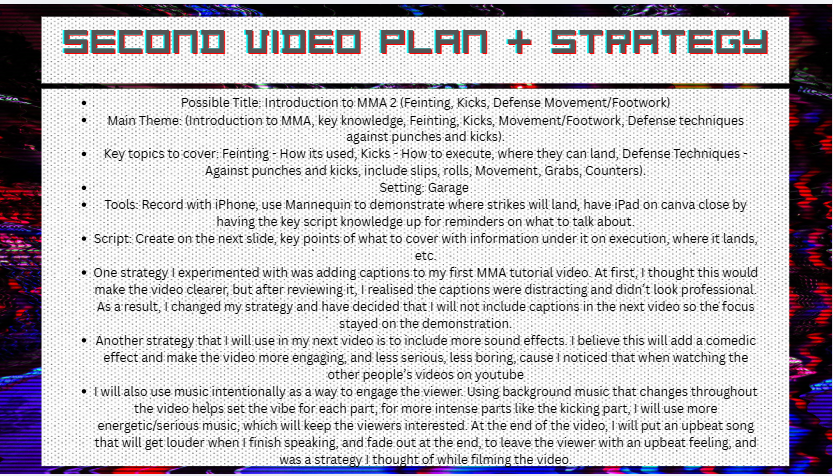 SECOND VIDEO PLAN + STRATEGY
• Possible Title: Introduction to MMA 2 (Feinting, Kicks, Defense Movement/Footwork)
• Main Theme: (Introduction to MMA, key knowledge, Feinting, Kicks, Movement/Footwork, Defense techniques
against punches and kicks).
• Key topics to cover: Feinting - How its used, Kicks - How to execute, where they can land, Defense Techniques -
Against punches and kicks, include slips, rolls, Movement, Grabs, Counters).
• Setting: Garage
• Tools: Record with iPhone, use Mannequin to demonstrate where strikes will land, have iPad on canva close by
having the key script knowledge up for reminders on what to talk about.
• Script: Create on the next slide, key points of what to cover with information under it on execution, where it lands,
etc.
• One strategy I experimented with was adding captions to my first MMA tutorial video. At first, I thought this would
make the video clearer, but after reviewing it, I realised the captions were distracting and didn't look professional.
As a result, I changed my strategy and have decided that I will not include captions in the next video so the focus
stayed on the demonstration.
• Another strategy that I will use in my next video is to include more sound effects. I believe this will add a comedic
effect and make the video more engaging, and less serious, less boring, cause I noticed that when watching the
other people's videos on youtube
• I will also use music intentionally as a way to engage the viewer. Using background music that changes throughout
the video helps set the vibe for each part, for more intense parts like the kicking part, I will use more
energetic/serious music, which will keep the viewers interested. At the end of the video, I will put an upbeat song
that will get louder when I finish speaking, and fade out at the end, to leave the viewer with an upbeat feeling, and
was a strategy I thought of while filming the video.